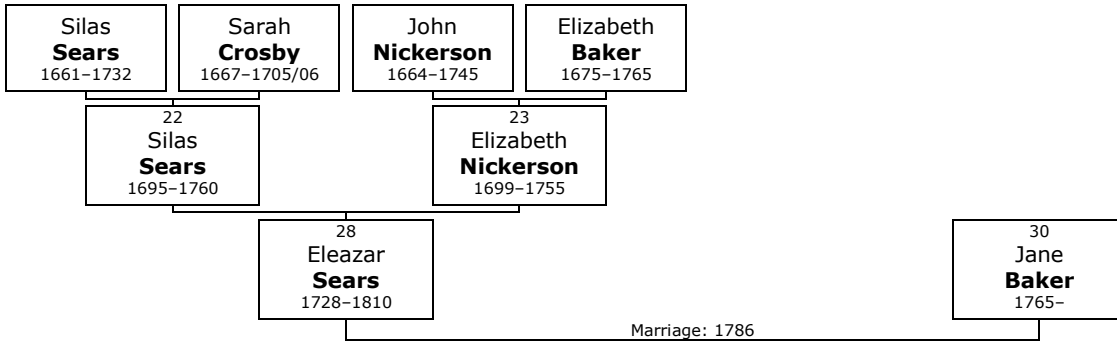 Silas
Sears
1661–1732
Sarah
Crosby
1667–1705/06
John
Nickerson
1664–1745
Elizabeth
Baker
1675–1765
22
Silas
Sears
1695–1760
23
Elizabeth
Nickerson
1699–1755
28
Eleazar
Sears
1728–1810
30
Jane
Baker
1765–
Marriage: 1786